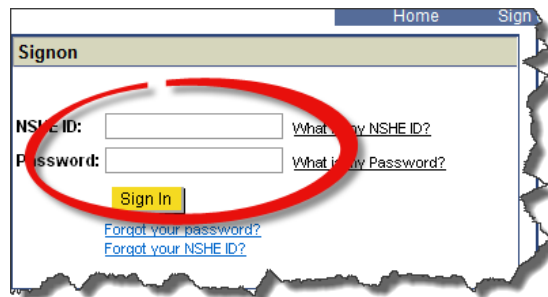 Home Sign
Signon
NSHE ID: What is my NSHE ID?
Password: What is my Password?
Sign In
Forgot your password?
Forgot your NSHE ID?